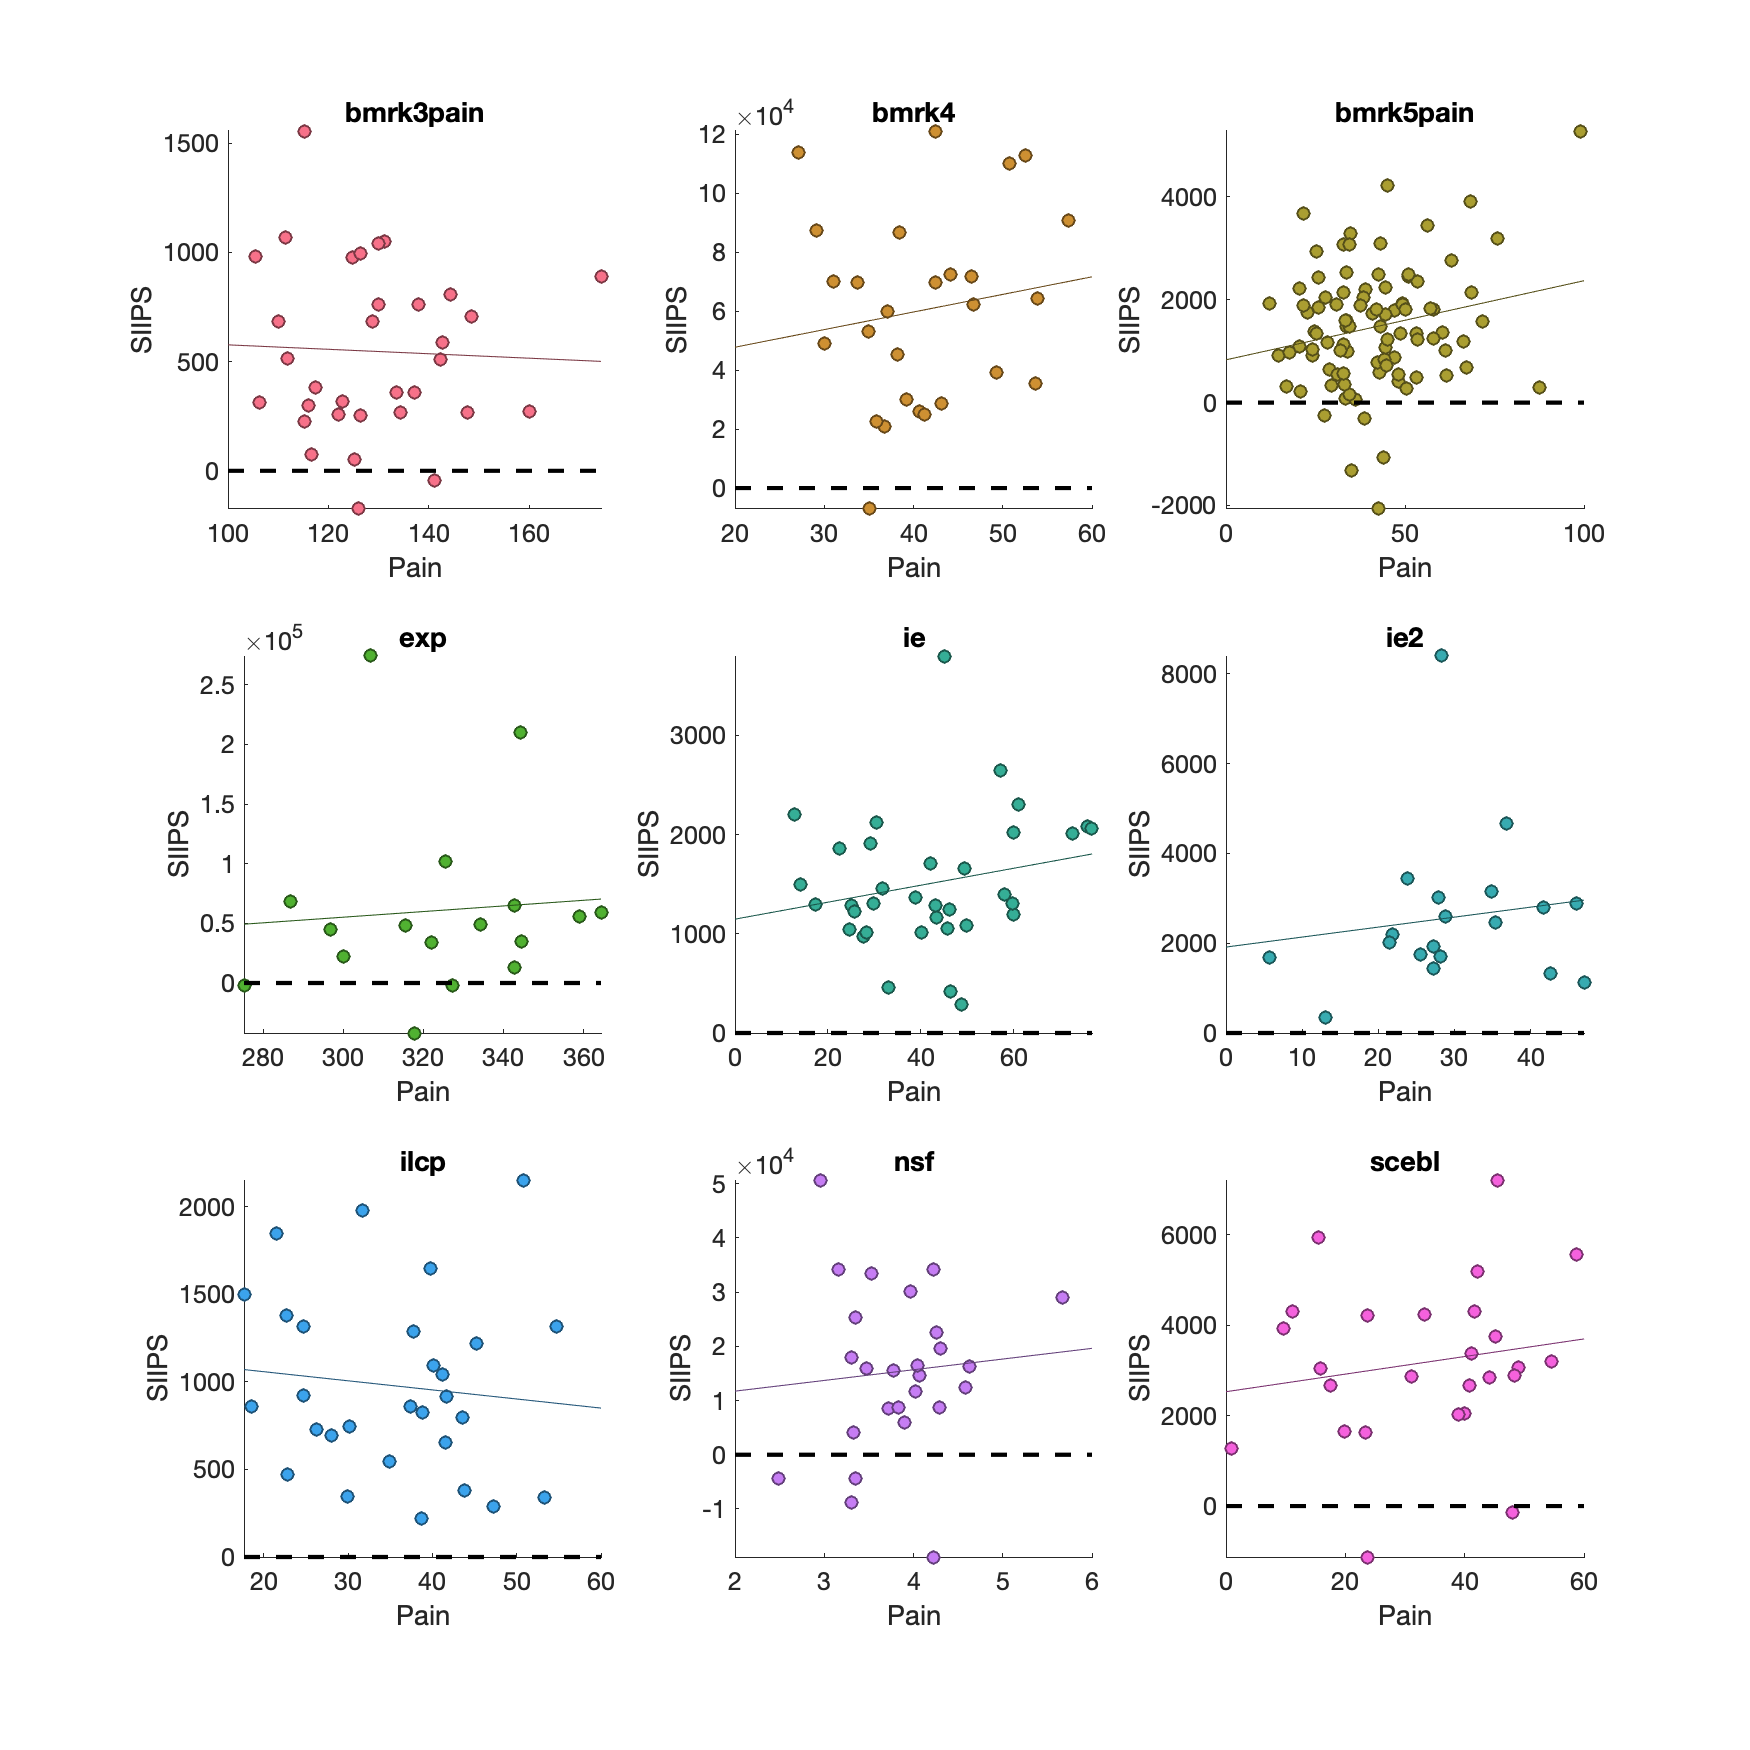 bmrk3pain
1500
1000
500
0
SIIPS
100 120 140 160
Pain
×10⁴
bmrk4
12
10
8
6
4
2
0
SIIPS
20 30 40 50 60
Pain
bmrk5pain
4000
2000
0
-2000
SIIPS
0 50 100
Pain
×10⁵
exp
2.5
2
1.5
1
0.5
0
SIIPS
280 300 320 340 360
Pain
ie
3000
2000
1000
0
SIIPS
0 20 40 60
Pain
ie2
8000
6000
4000
2000
0
SIIPS
0 10 20 30 40
Pain
ilcp
2000
1500
1000
500
0
SIIPS
20 30 40 50 60
Pain
×10⁴
nsf
5
4
3
2
1
0
-1
SIIPS
2 3 4 5 6
Pain
scebl
6000
4000
2000
0
SIIPS
0 20 40 60
Pain